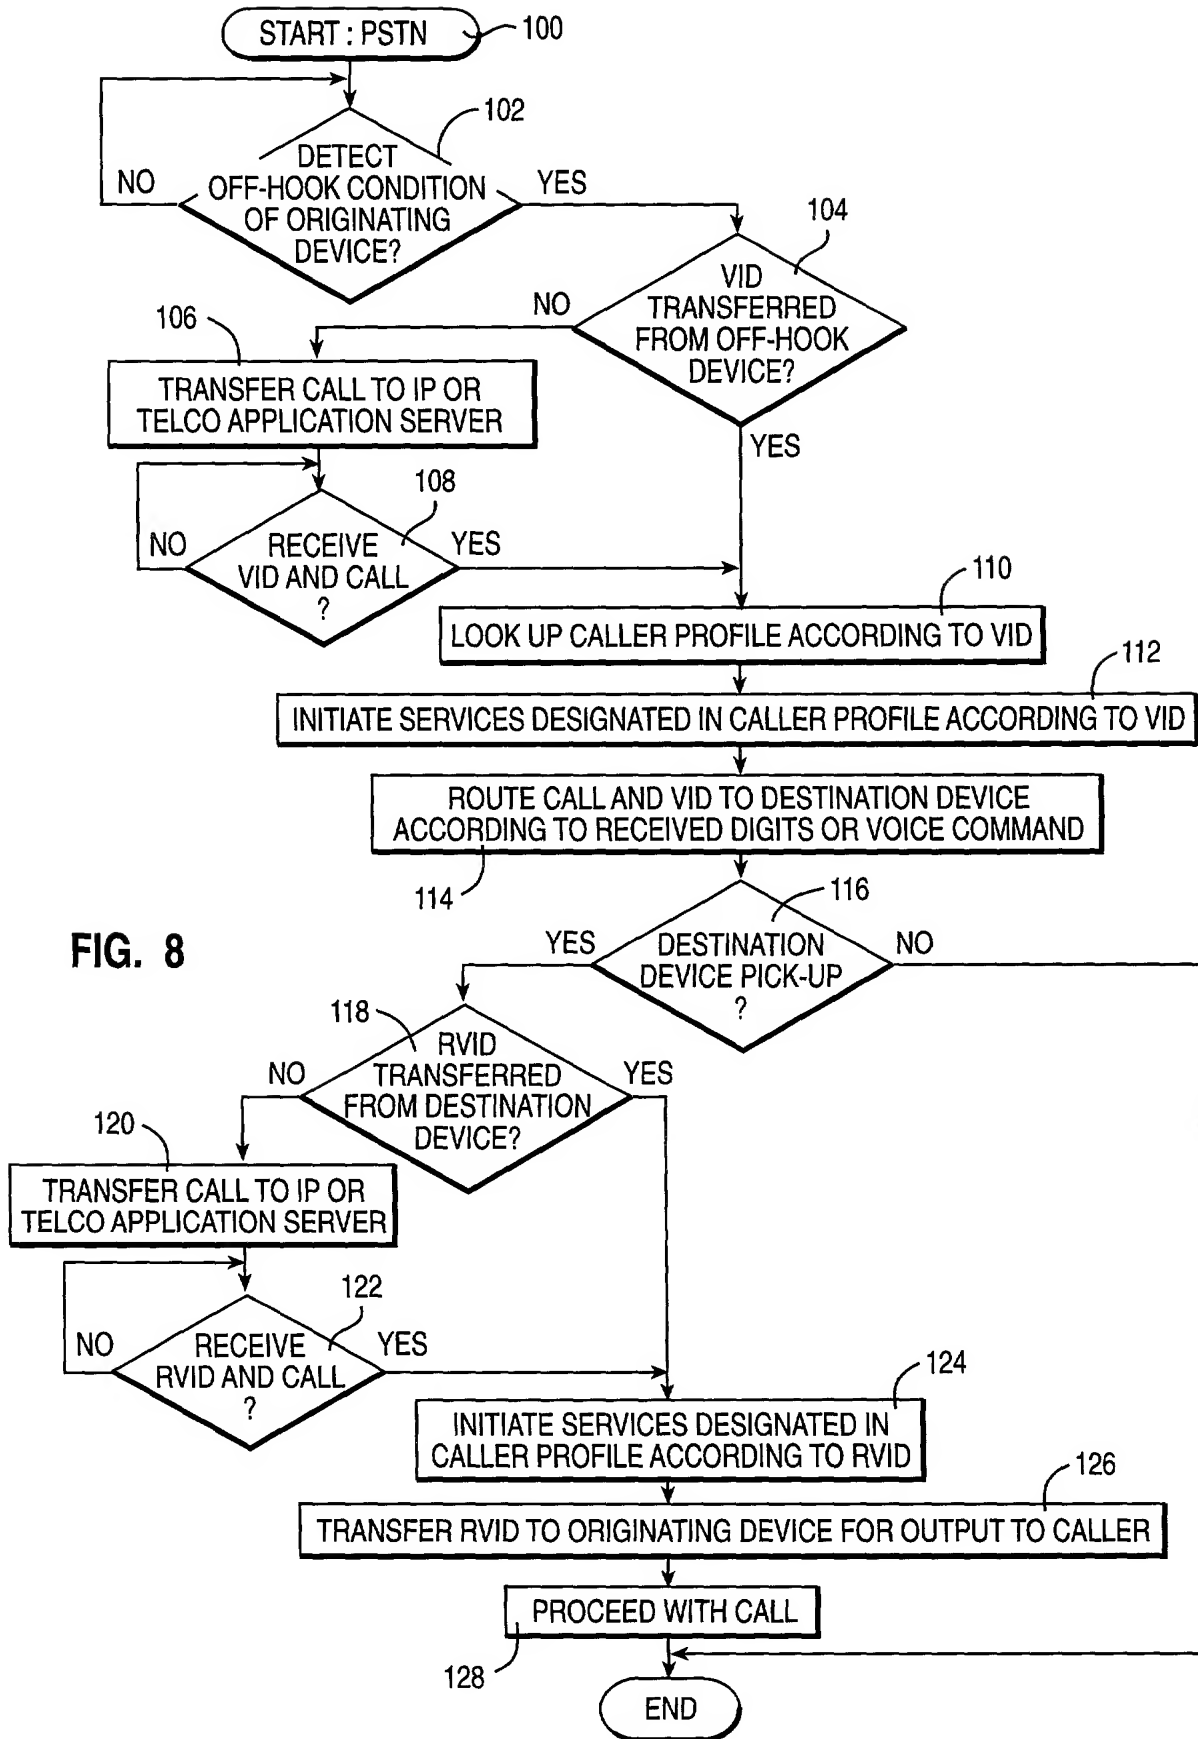 START : PSTN
100
102
DETECT
OFF-HOOK CONDITION
OF ORIGINATING
DEVICE?
NO
YES
104
VID
TRANSFERRED
FROM OFF-HOOK
DEVICE?
NO
YES
106
TRANSFER CALL TO IP OR
TELCO APPLICATION SERVER
108
RECEIVE
VID AND CALL
?
NO
YES
110
LOOK UP CALLER PROFILE ACCORDING TO VID
112
INITIATE SERVICES DESIGNATED IN CALLER PROFILE ACCORDING TO VID
ROUTE CALL AND VID TO DESTINATION DEVICE
ACCORDING TO RECEIVED DIGITS OR VOICE COMMAND
114
116
FIG. 8
YES
DESTINATION
DEVICE PICK-UP
?
NO
118
RVID
TRANSFERRED
FROM DESTINATION
DEVICE?
NO
YES
120
TRANSFER CALL TO IP OR
TELCO APPLICATION SERVER
122
RECEIVE
RVID AND CALL
?
NO
YES
124
INITIATE SERVICES DESIGNATED IN
CALLER PROFILE ACCORDING TO RVID
126
TRANSFER RVID TO ORIGINATING DEVICE FOR OUTPUT TO CALLER
PROCEED WITH CALL
128
END